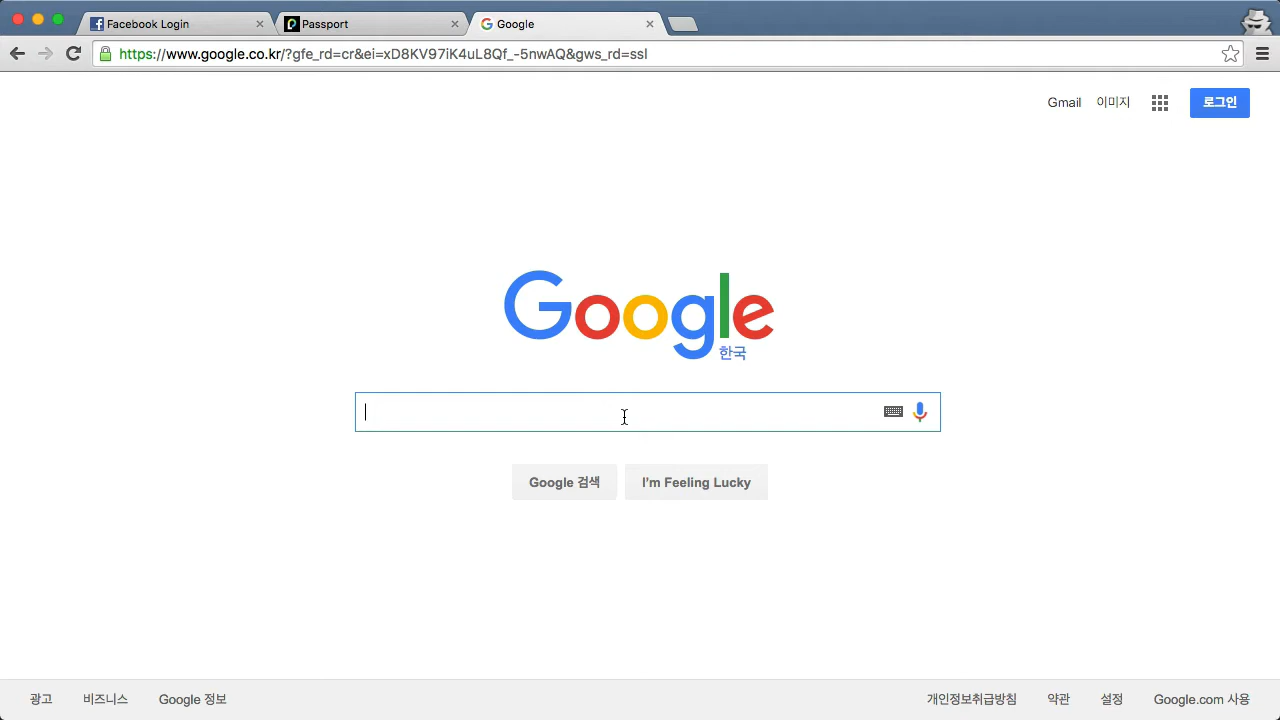 Facebook Login
Passport
Google
https://www.google.co.kr/?gfe_rd=cr&ei=xD8KV97iK4uL8Qf_-5nwAQ&gws_rd=ssl
Gmail 이미지 로그인
Google
한국
Google 검색 I'm Feeling Lucky
광고 비즈니스 Google 정보 개인정보취급방침 약관 설정 Google.com 사용